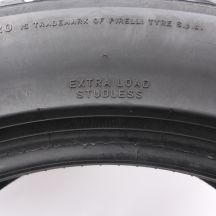 IS TRADEMARK OF PIRELLI TYRE S.p.A.
EXTRA LOAD
STUDLESS